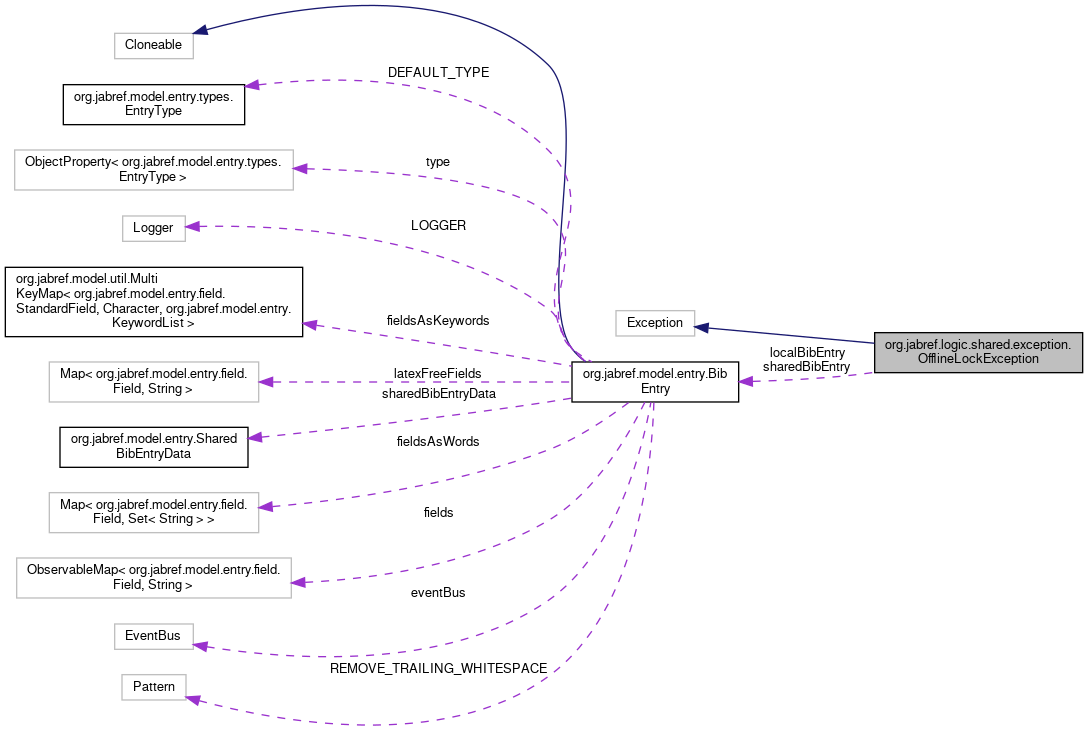 Cloneable
DEFAULT_TYPE
org.jabref.model.entry.types.
EntryType
type
ObjectProperty< org.jabref.model.entry.types.
EntryType >
LOGGER
Logger
org.jabref.model.util.Multi
KeyMap< org.jabref.model.entry.field.
StandardField, Character, org.jabref.model.entry.
KeywordList >
fieldsAsKeywords
Exception
org.jabref.logic.shared.exception.
OfflineLockException
localBibEntry
sharedBibEntry
org.jabref.model.entry.Bib
Entry
latexFreeFields
Map< org.jabref.model.entry.field.
Field, String >
sharedBibEntryData
org.jabref.model.entry.Shared
BibEntryData
fieldsAsWords
Map< org.jabref.model.entry.field.
Field, Set< String > >
fields
ObservableMap< org.jabref.model.entry.field.
Field, String >
eventBus
EventBus
REMOVE_TRAILING_WHITESPACE
Pattern